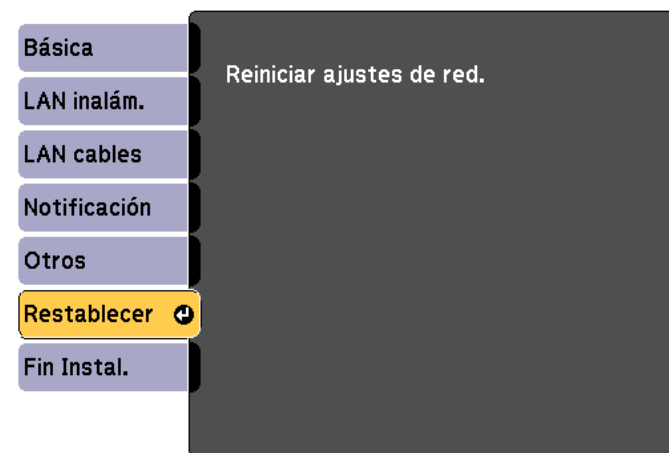 Básica
LAN inalám.
LAN cables
Notificación
Otros
Restablecer
Fin Instal.
Reiniciar ajustes de red.